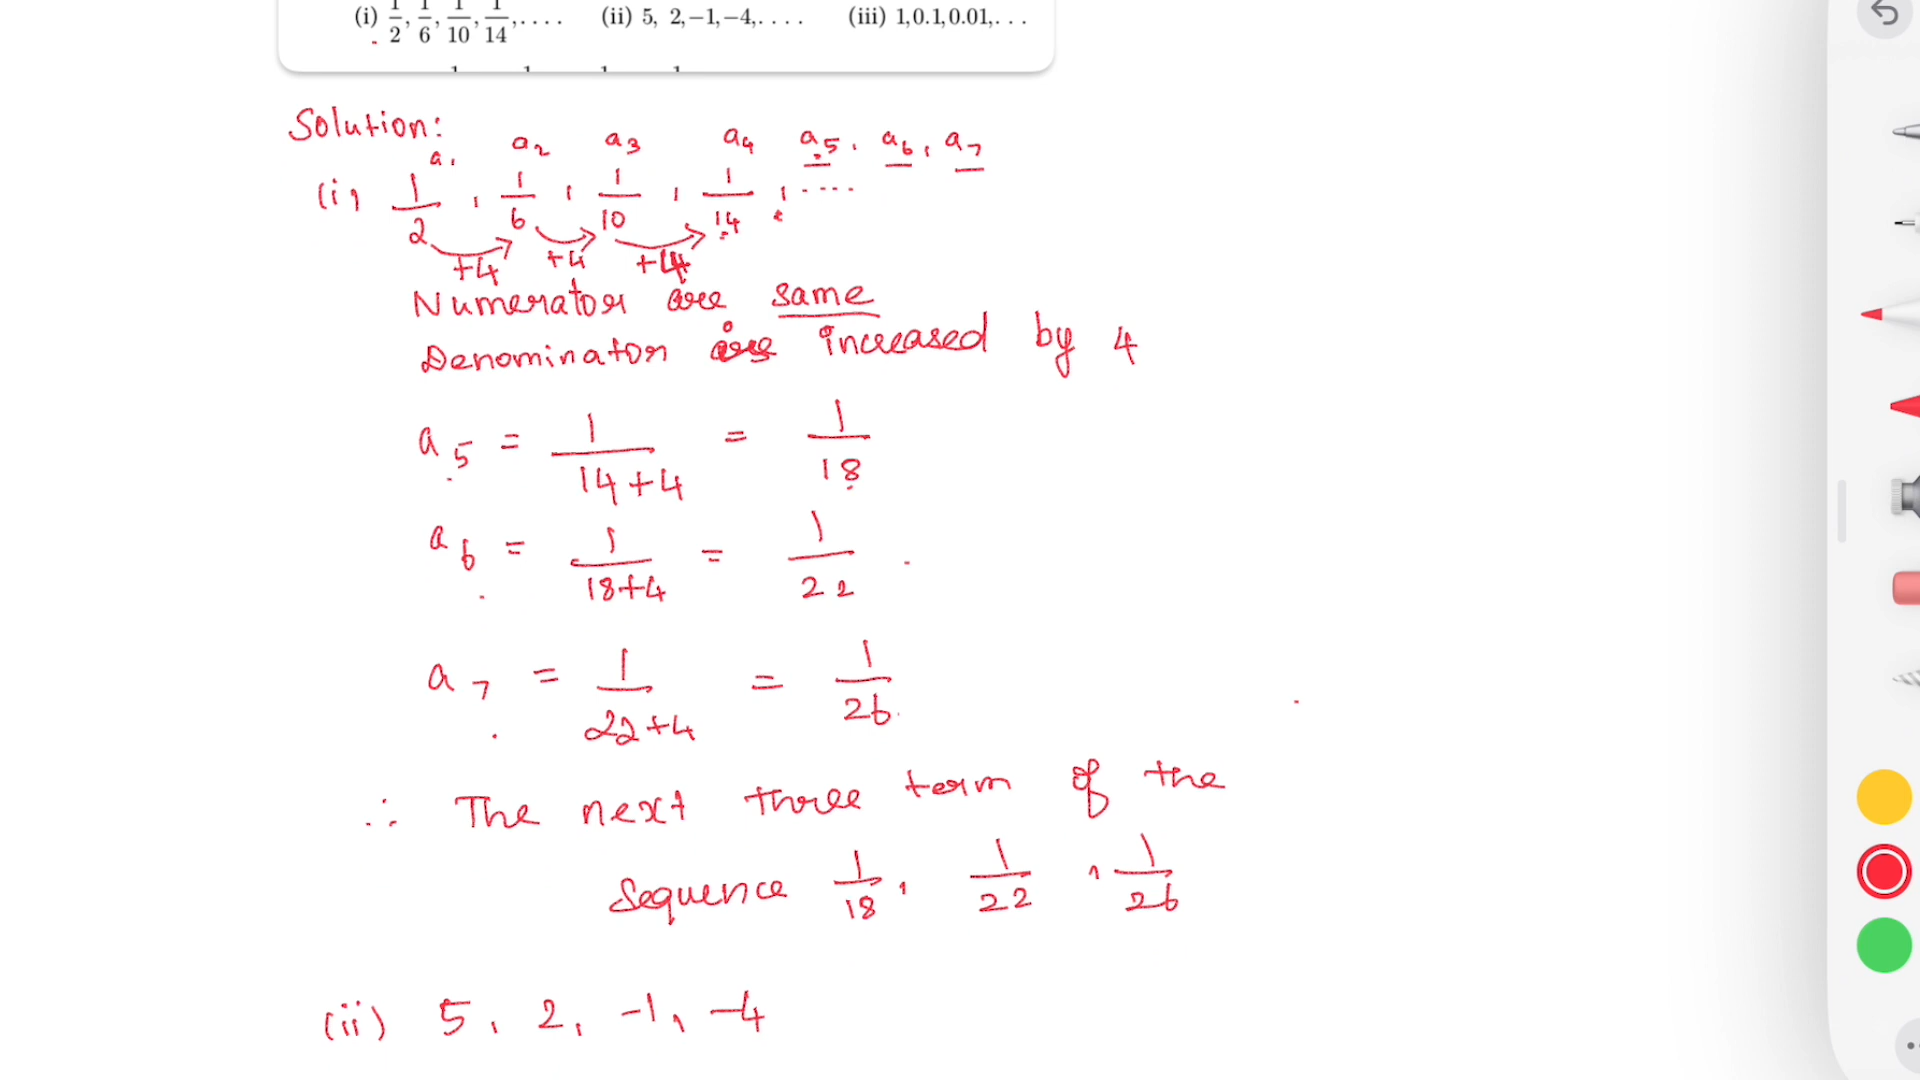 (i) 1/2, 1/6, 1/10, 1/14, .... (ii) 5, 2, −1, −4, .... (iii) 1, 0.1, 0.01, ...
Solution:
a1 a2 a3 a4 a5, a6, a7
(i) 1/2, 1/6, 1/10, 1/14, ....
+4 +4 +4
Numerator are same
Denominator is increased by 4
a5 = 1/(14+4) = 1/18
a6 = 1/(18+4) = 1/22
a7 = 1/(22+4) = 1/26
∴ The next three term of the
Sequence 1/18, 1/22, 1/26
(ii) 5, 2, -1, -4